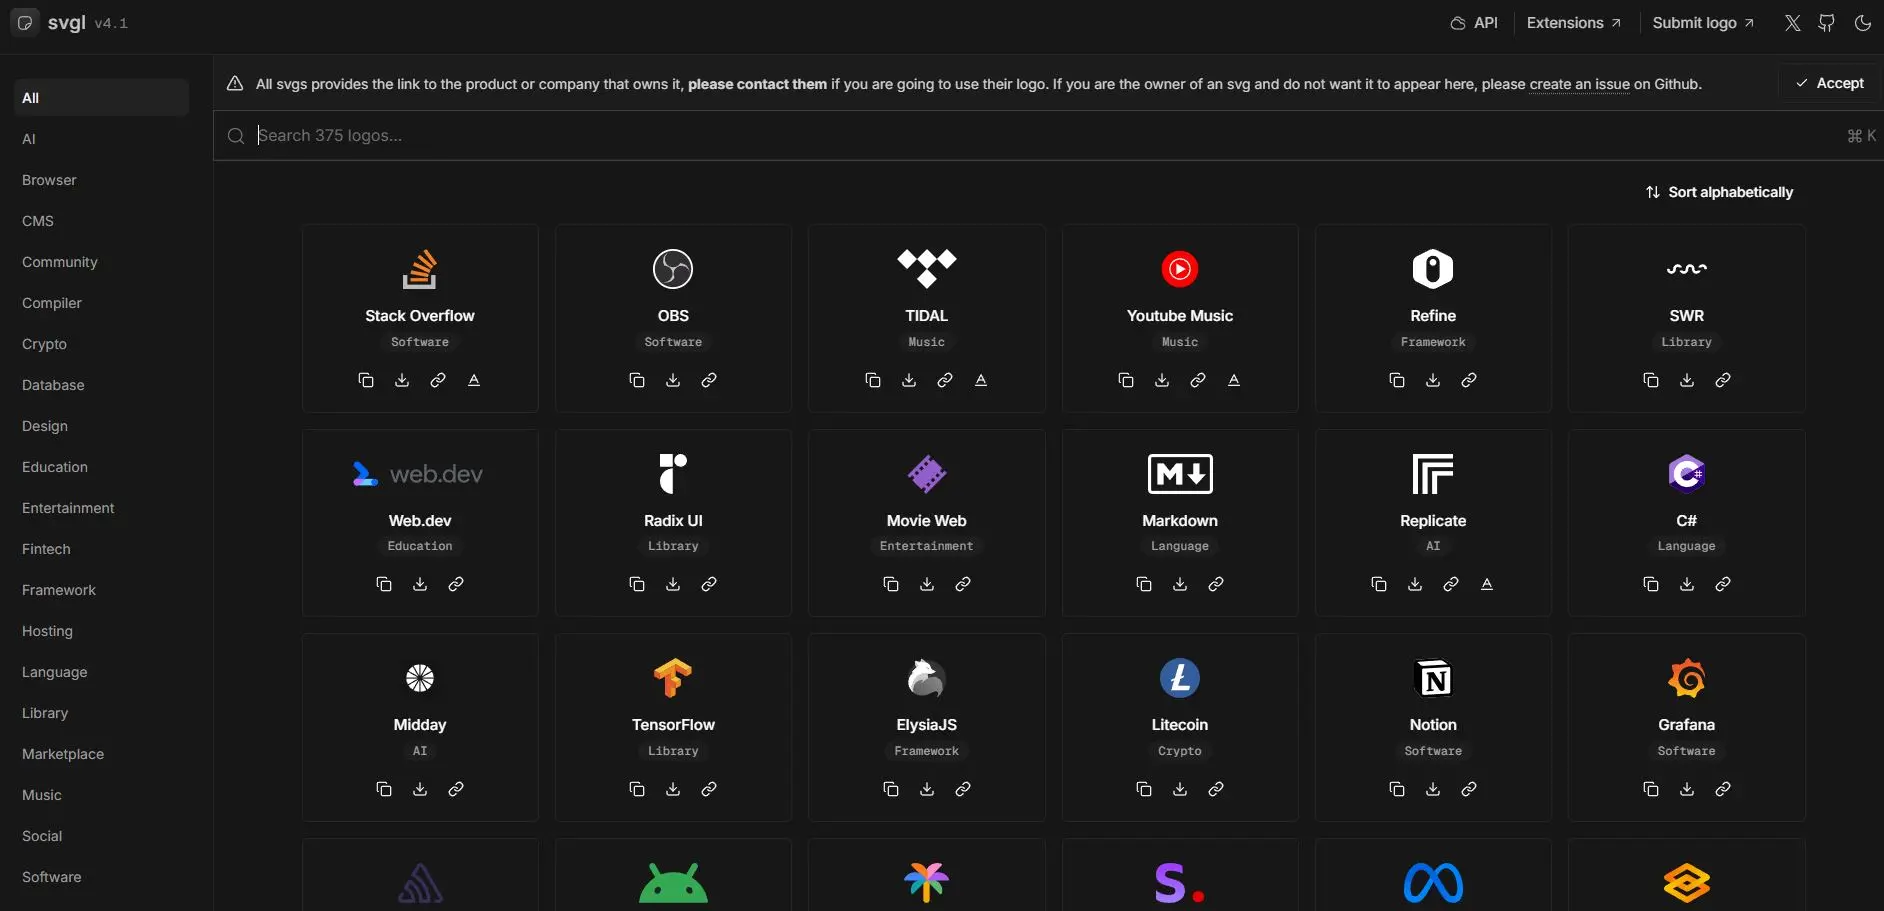 svgl v4.1
API
Extensions
Submit logo
All
AI
Browser
CMS
Community
Compiler
Crypto
Database
Design
Education
Entertainment
Fintech
Framework
Hosting
Language
Library
Marketplace
Music
Social
Software
All svgs provides the link to the product or company that owns it, please contact them if you are going to use their logo. If you are the owner of an svg and do not want it to appear here, please create an issue on Github.
Accept
Search 375 logos...
⌘ K
Sort alphabetically
Stack Overflow
Software
OBS
Software
TIDAL
Music
Youtube Music
Music
Refine
Framework
SWR
Library
web.dev
Web.dev
Education
Radix UI
Library
Movie Web
Entertainment
M
Markdown
Language
Replicate
AI
C#
C#
Language
Midday
AI
TensorFlow
Library
ElysiaJS
Framework
Ł
Litecoin
Crypto
N
Notion
Software
Grafana
Software
S.